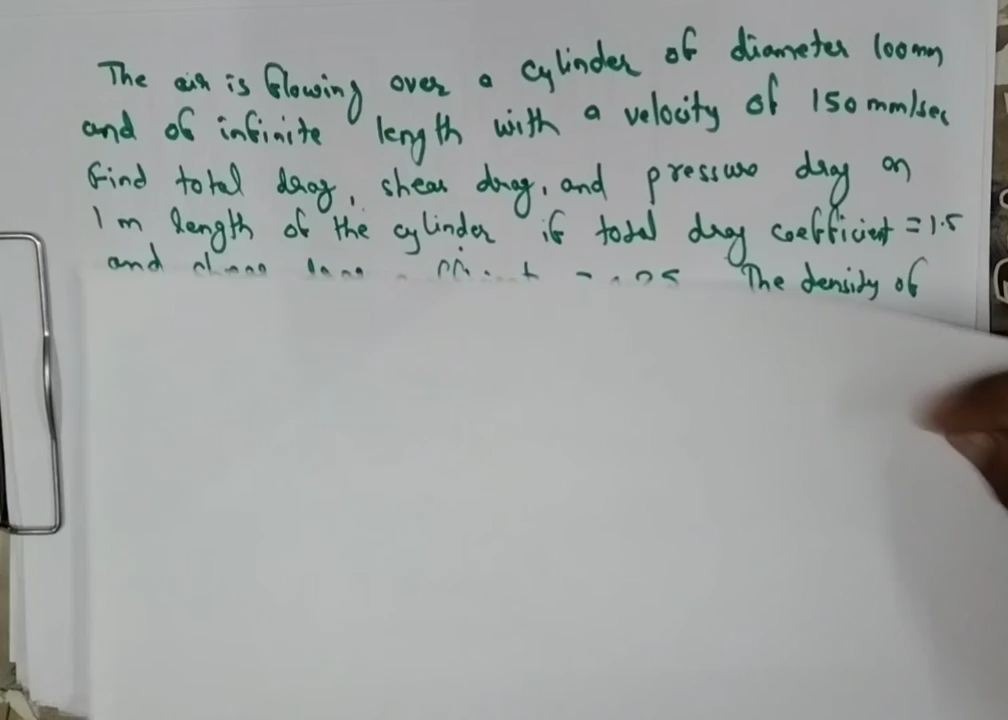 The air is flowing over a cylinder of diameter 100mm
and of infinite length with a velocity of 150 mm/sec
Find total drag, shear drag, and pressure drag on
1 m length of the cylinder if total drag coefficient = 1.5
and The density of